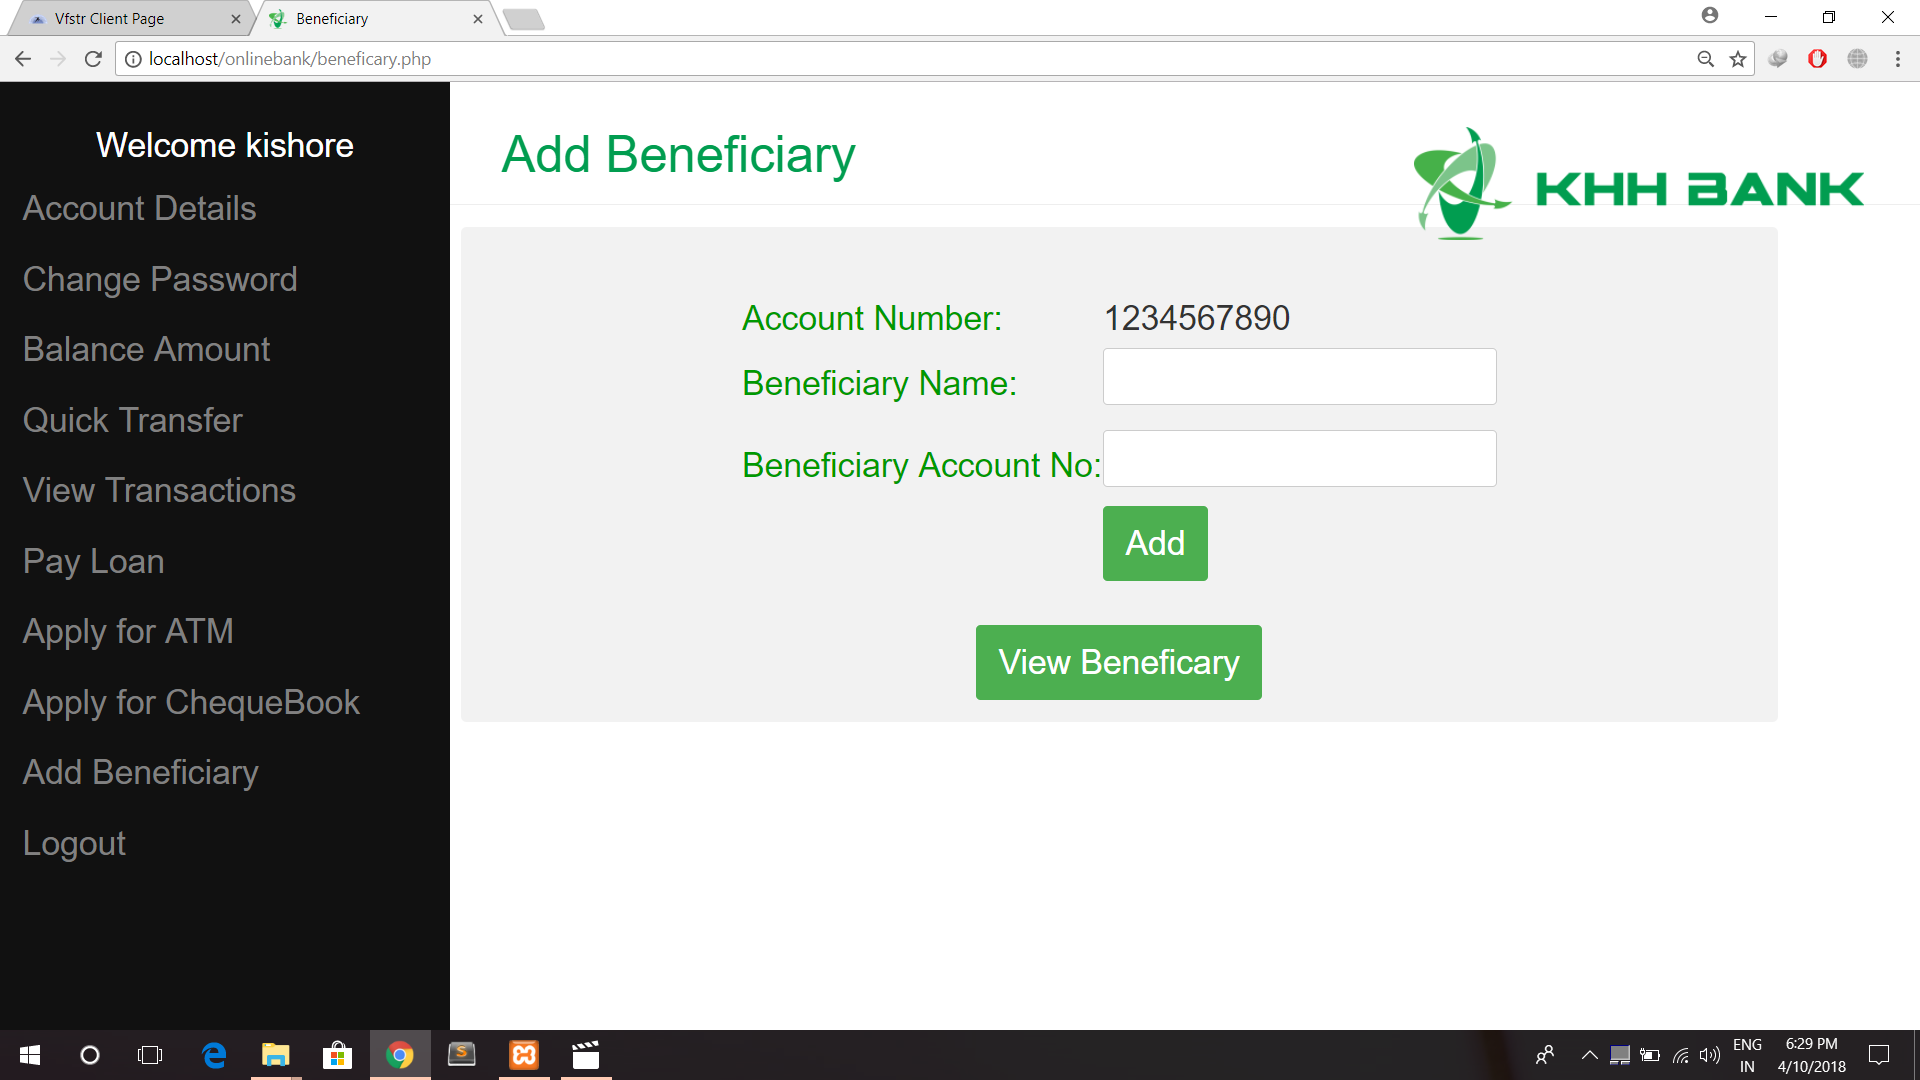 Vfstr Client Page
Beneficiary
localhost/onlinebank/beneficary.php
Welcome kishore
Account Details
Change Password
Balance Amount
Quick Transfer
View Transactions
Pay Loan
Apply for ATM
Apply for ChequeBook
Add Beneficiary
Logout
Add Beneficiary
KHH BANK
Account Number: 1234567890
Beneficiary Name:
Beneficiary Account No:
Add
View Beneficary
ENG
IN
6:29 PM
4/10/2018